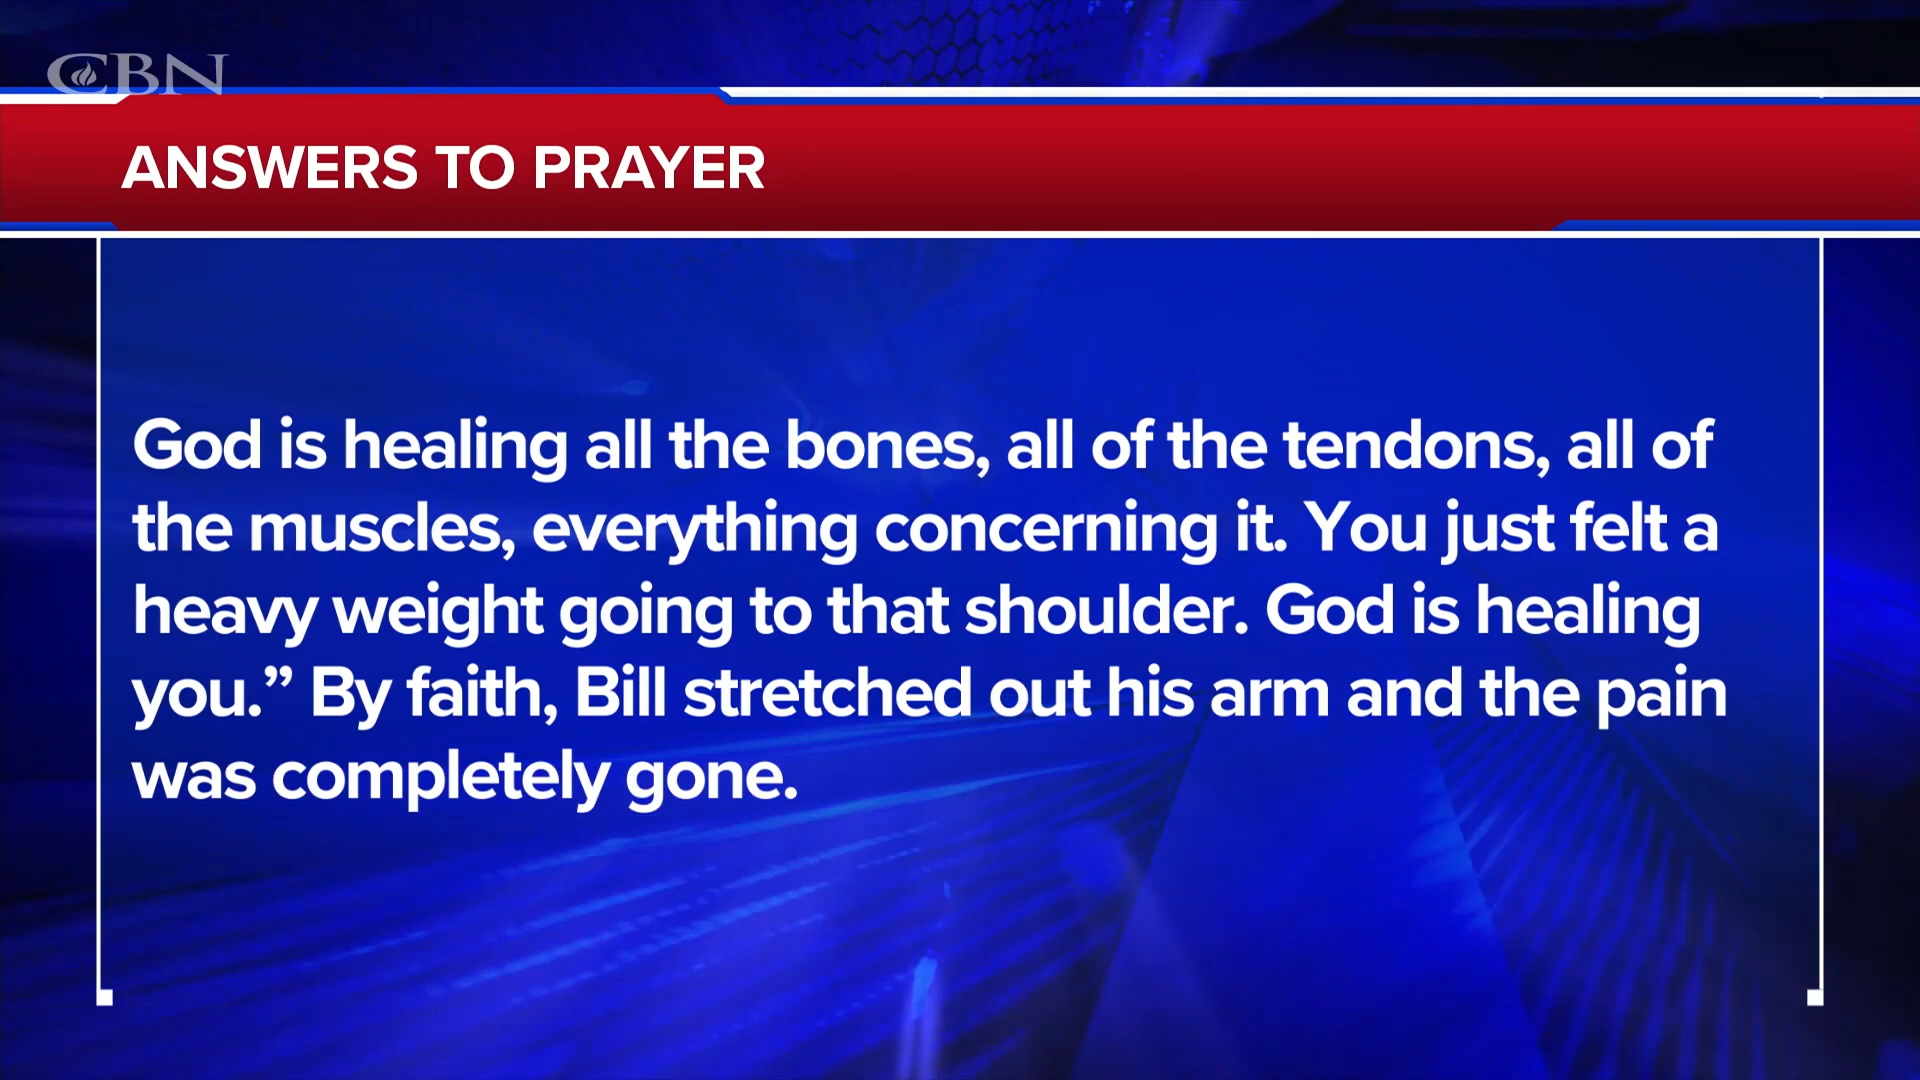 CBN
ANSWERS TO PRAYER
God is healing all the bones, all of the tendons, all of
the muscles, everything concerning it. You just felt a
heavy weight going to that shoulder. God is healing
you.” By faith, Bill stretched out his arm and the pain
was completely gone.